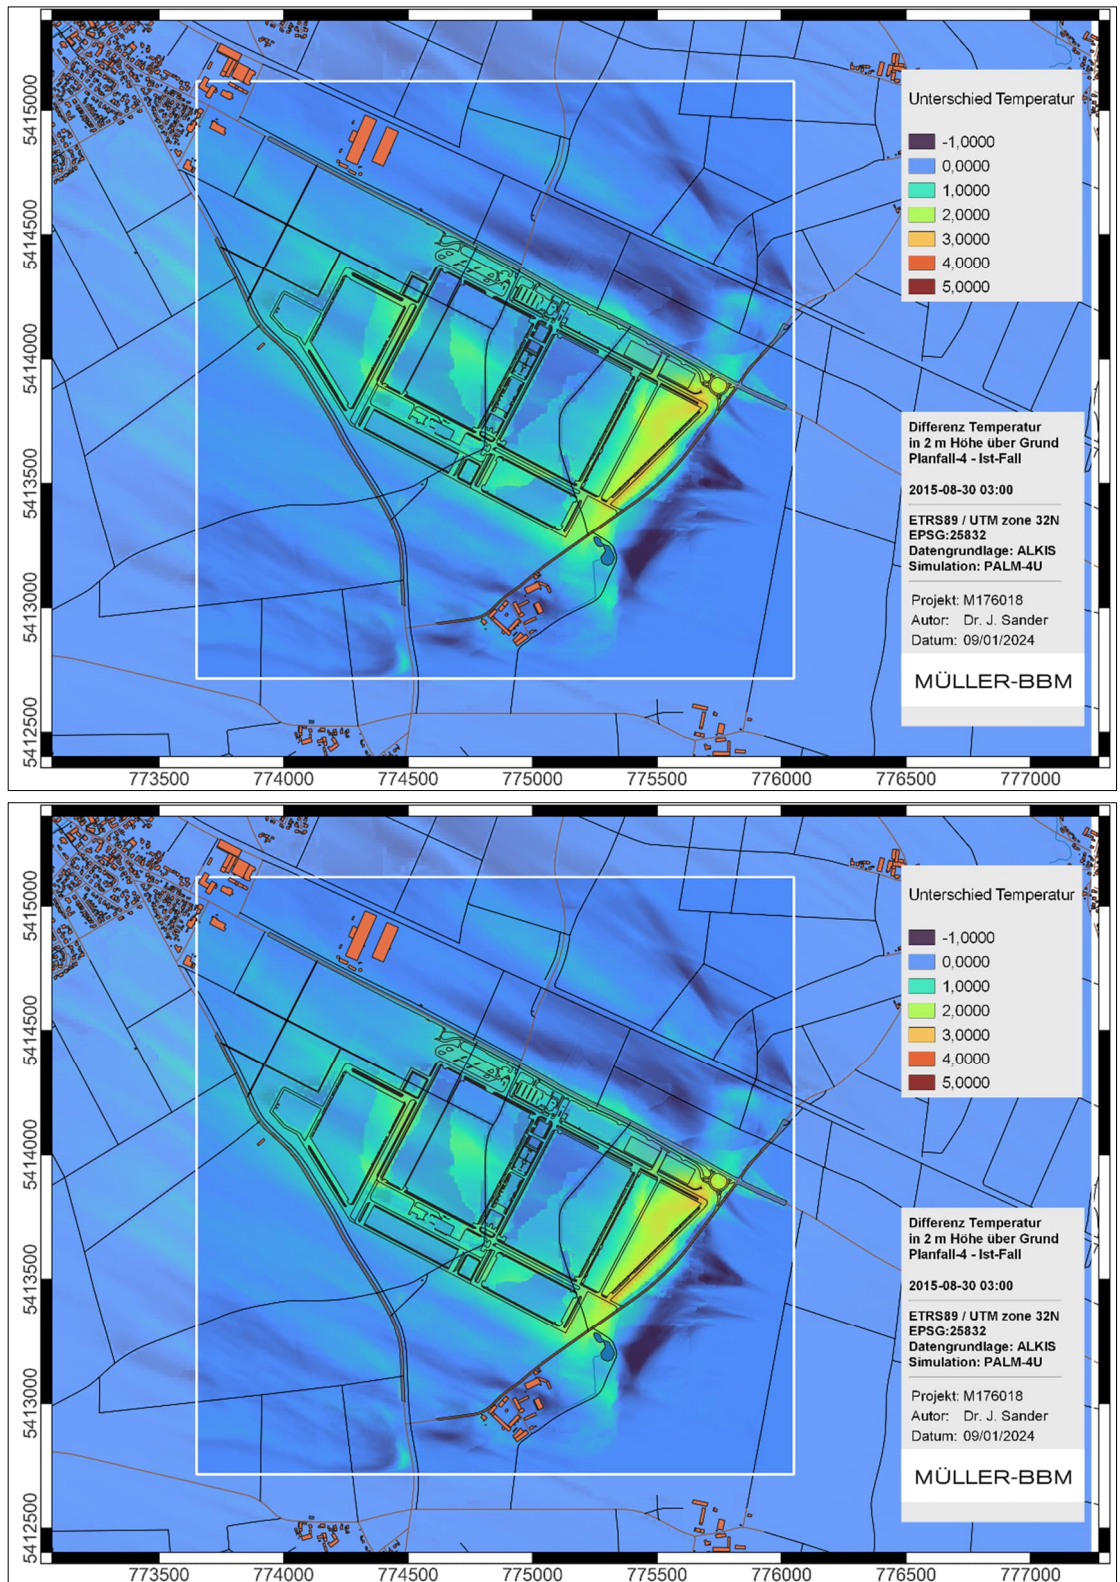 5415000
5414500
5414000
5413500
5413000
5412500
773500
774000
774500
775000
775500
776000
776500
777000
Unterschied Temperatur
-1,0000
0,0000
1,0000
2,0000
3,0000
4,0000
5,0000
Differenz Temperatur
in 2 m Höhe über Grund
Planfall-4 - Ist-Fall
2015-08-30 03:00
ETRS89 / UTM zone 32N
EPSG:25832
Datengrundlage: ALKIS
Simulation: PALM-4U
Projekt: M176018
Autor: Dr. J. Sander
Datum: 09/01/2024
MÜLLER-BBM
5415000
5414500
5414000
5413500
5413000
5412500
773500
774000
774500
775000
775500
776000
776500
777000
Unterschied Temperatur
-1,0000
0,0000
1,0000
2,0000
3,0000
4,0000
5,0000
Differenz Temperatur
in 2 m Höhe über Grund
Planfall-4 - Ist-Fall
2015-08-30 03:00
ETRS89 / UTM zone 32N
EPSG:25832
Datengrundlage: ALKIS
Simulation: PALM-4U
Projekt: M176018
Autor: Dr. J. Sander
Datum: 09/01/2024
MÜLLER-BBM